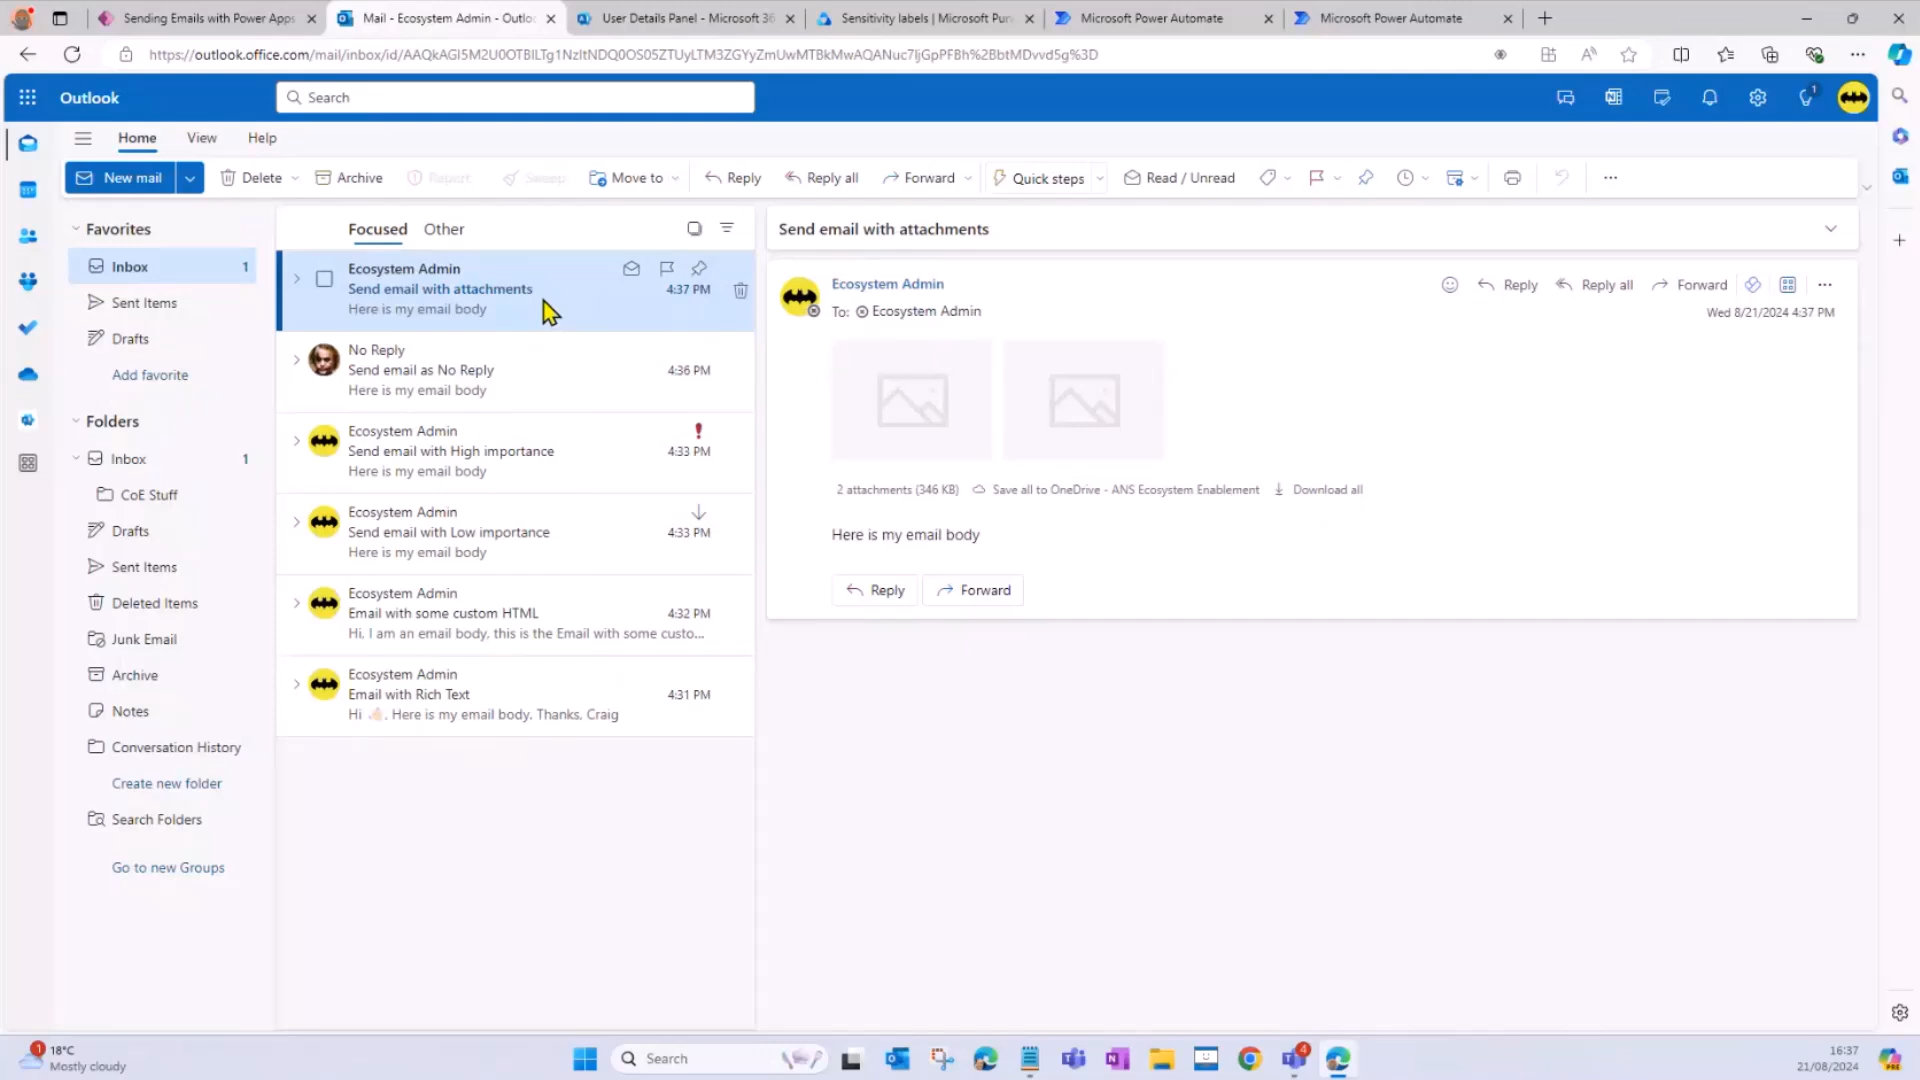 Sending Emails with Power Apps
Mail - Ecosystem Admin - Outlo
User Details Panel - Microsoft 36
Sensitivity labels | Microsoft Pur
Microsoft Power Automate
Microsoft Power Automate
https://outlook.office.com/mail/inbox/id/AAQkAGI5M2U0OTBlLTg1NzItNDQ0OS05ZTUyLTM3ZGYyZmUwMTBkMwAQANuc7ljGpPFBh%2BbtMDvvd5g%3D
Outlook
Search
1
Home
View
Help
New mail
Delete
Archive
Report
Sweep
Move to
Reply
Reply all
Forward
Quick steps
Read / Unread
Favorites
Inbox 1
Sent Items
Drafts
Add favorite
Folders
Inbox 1
CoE Stuff
Drafts
Sent Items
Deleted Items
Junk Email
Archive
Notes
Conversation History
Create new folder
Search Folders
Go to new Groups
Focused
Other
Ecosystem Admin
Send email with attachments 4:37 PM
Here is my email body
No Reply
Send email as No Reply 4:36 PM
Here is my email body
Ecosystem Admin
Send email with High importance 4:33 PM
Here is my email body
Ecosystem Admin
Send email with Low importance 4:33 PM
Here is my email body
Ecosystem Admin
Email with some custom HTML 4:32 PM
Hi, I am an email body, this is the Email with some custo...
Ecosystem Admin
Email with Rich Text 4:31 PM
Hi 👋🏻, Here is my email body. Thanks, Craig
Send email with attachments
Ecosystem Admin
Reply
Reply all
Forward
To: Ecosystem Admin
Wed 8/21/2024 4:37 PM
2 attachments (346 KB)
Save all to OneDrive - ANS Ecosystem Enablement
Download all
Here is my email body
Reply
Forward
1
18°C
Mostly cloudy
Search
4
16:37
21/08/2024
PRE